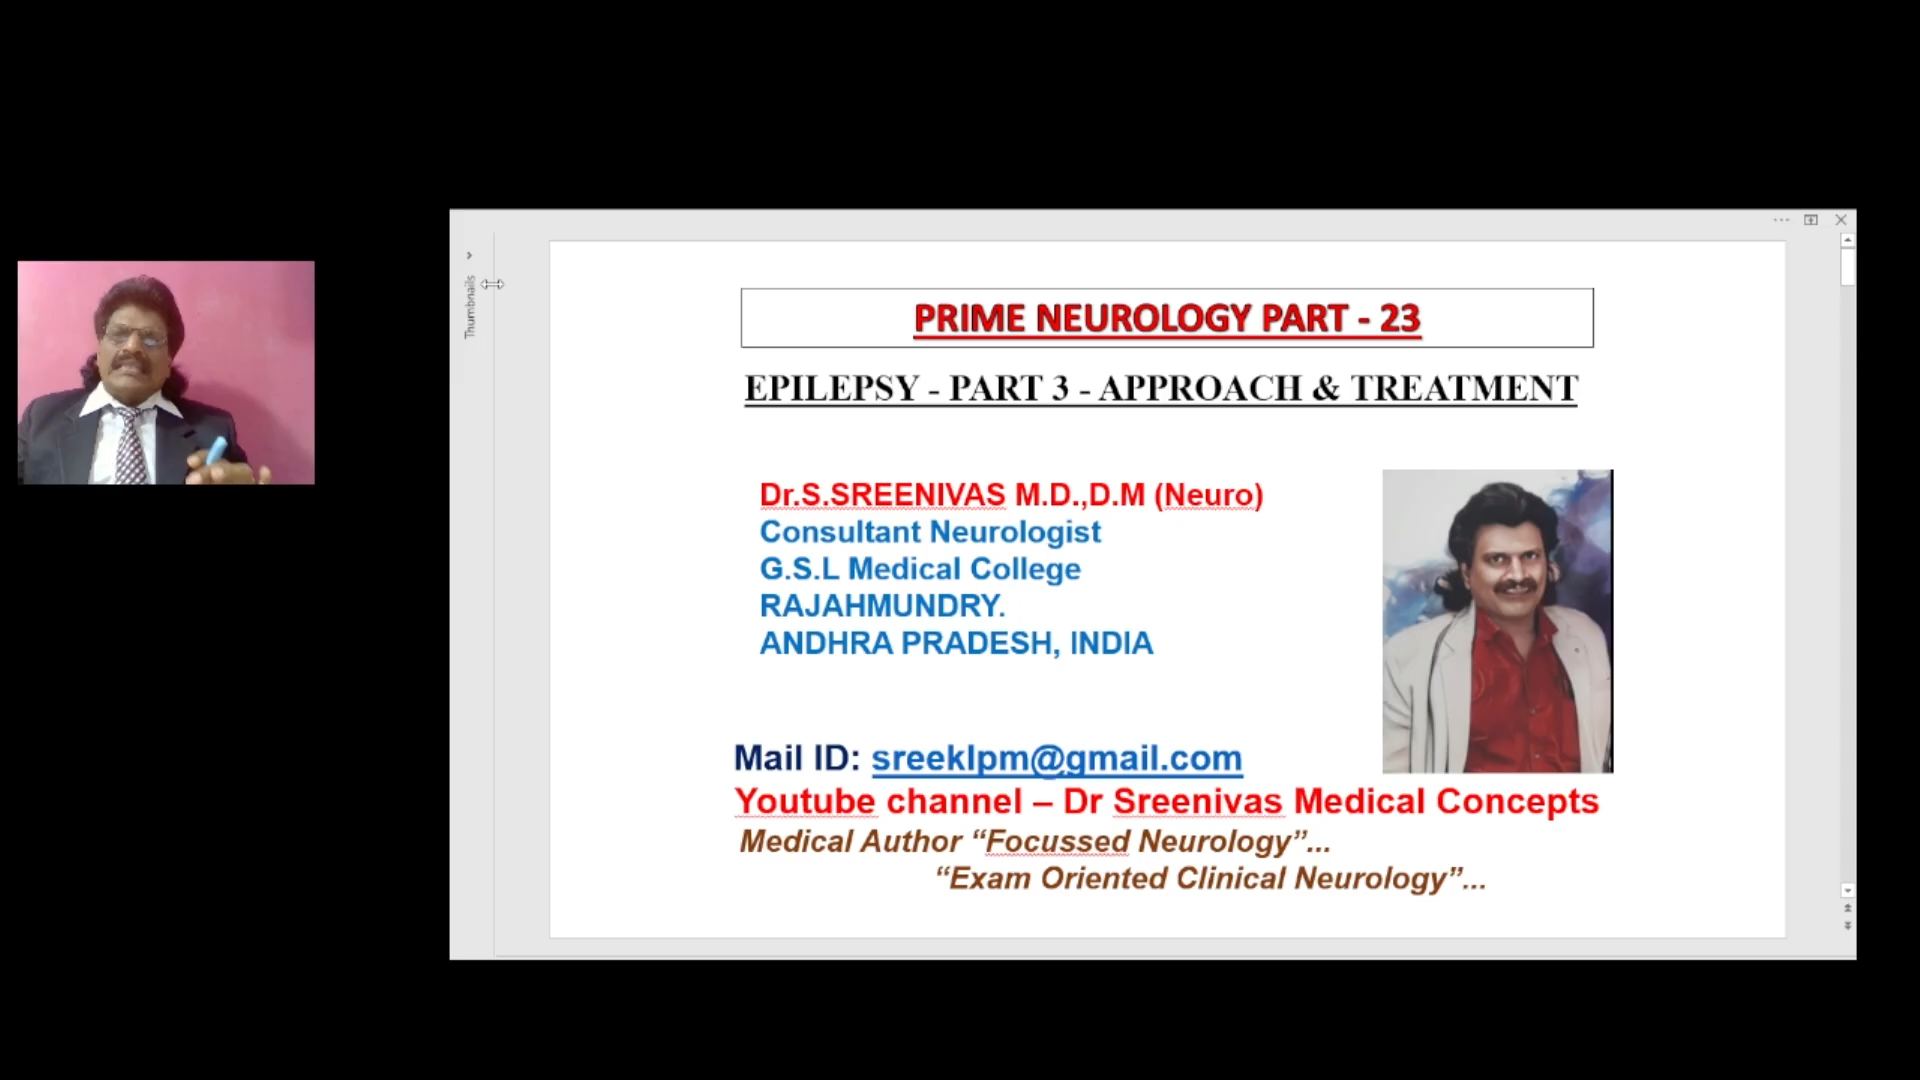 Thumbnails
PRIME NEUROLOGY PART - 23
EPILEPSY - PART 3 - APPROACH & TREATMENT
Dr.S.SREENIVAS M.D.,D.M (Neuro)
Consultant Neurologist
G.S.L Medical College
RAJAHMUNDRY.
ANDHRA PRADESH, INDIA
Mail ID: sreeklpm@gmail.com
Youtube channel – Dr Sreenivas Medical Concepts
Medical Author “Focussed Neurology”...
“Exam Oriented Clinical Neurology”...